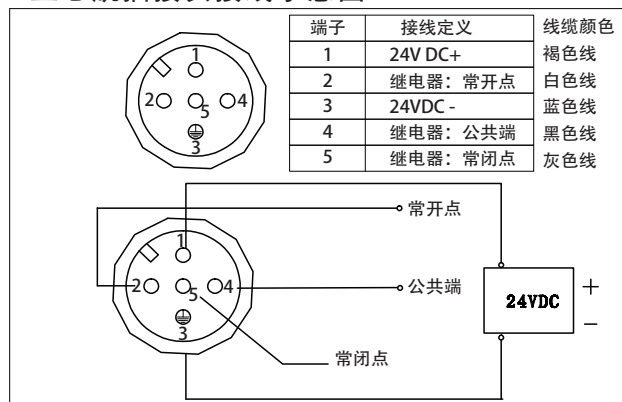 端子 接线定义 线缆颜色
1 24V DC+ 褐色线
2 继电器：常开点 白色线
3 24VDC - 蓝色线
4 继电器：公共端 黑色线
5 继电器：常闭点 灰色线
1
2 5 4
3
常开点
1
2 5 4
公共端
3
24VDC
+
−
常闭点